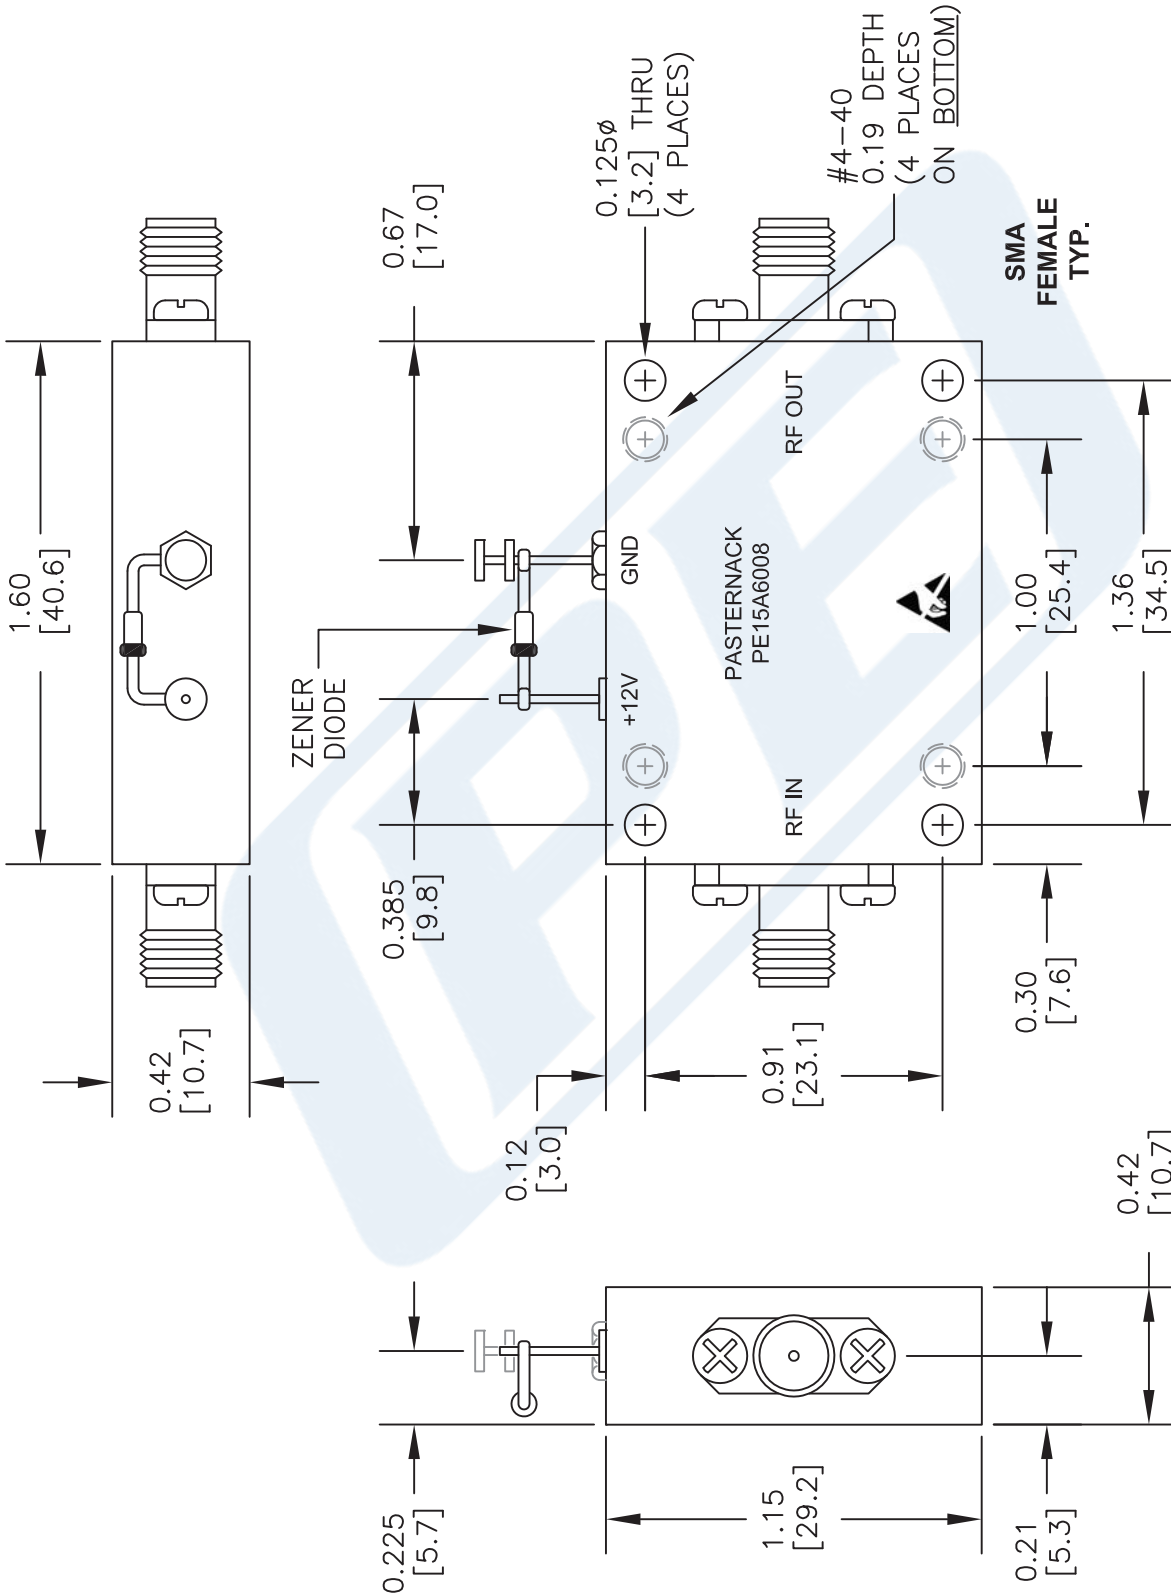 1.60
[40.6]
0.42
[10.7]
0.67
[17.0]
ZENER
DIODE
0.385
[9.8]
0.125ø
[3.2] THRU
(4 PLACES)
#4-40
0.19 DEPTH
(4 PLACES
ON BOTTOM)
SMA
FEMALE
TYP.
+12V
GND
PASTERNACK
PE15A6008
RF IN
RF OUT
0.12
[3.0]
0.91
[23.1]
0.30
[7.6]
1.00
[25.4]
1.36
[34.5]
0.225
[5.7]
1.15
[29.2]
0.21
[5.3]
0.42
[10.7]
PE